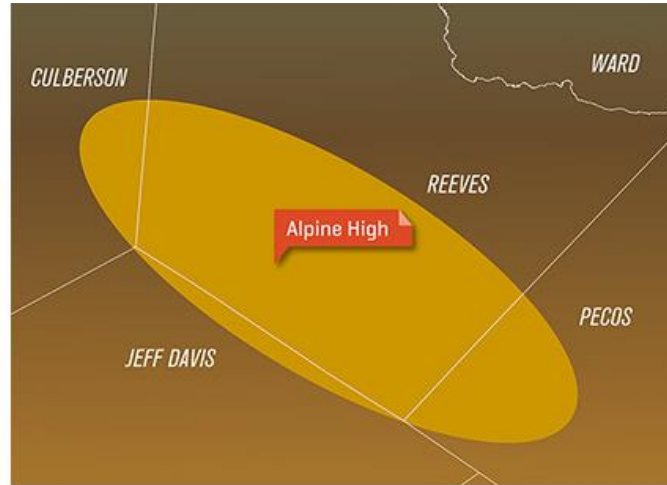 CULBERSON
WARD
REEVES
Alpine High
PECOS
JEFF DAVIS